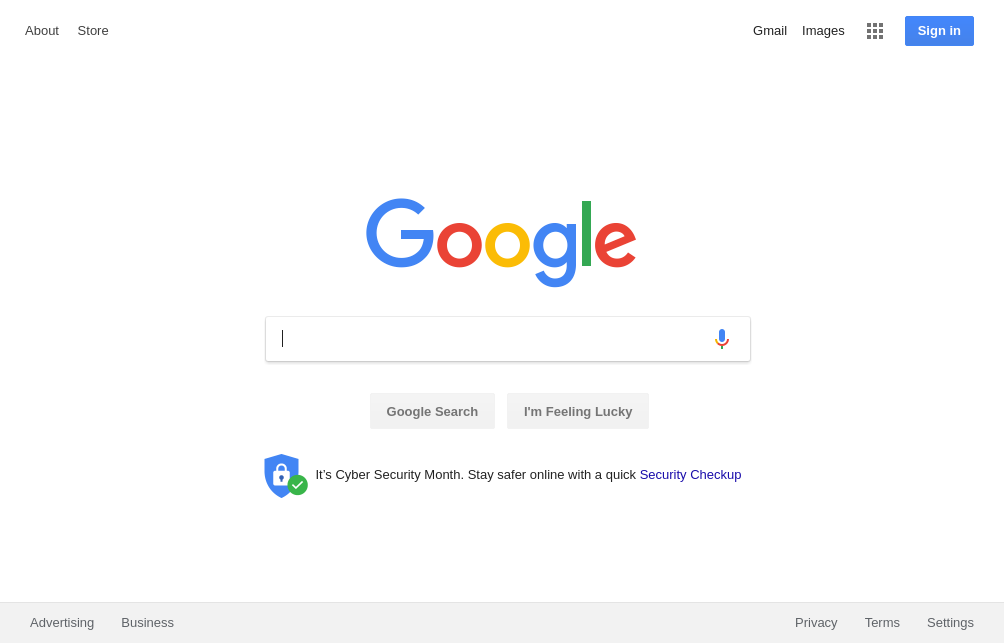 About Store Gmail Images Sign in
Google
Google Search I'm Feeling Lucky
It’s Cyber Security Month. Stay safer online with a quick Security Checkup
Advertising Business Privacy Terms Settings